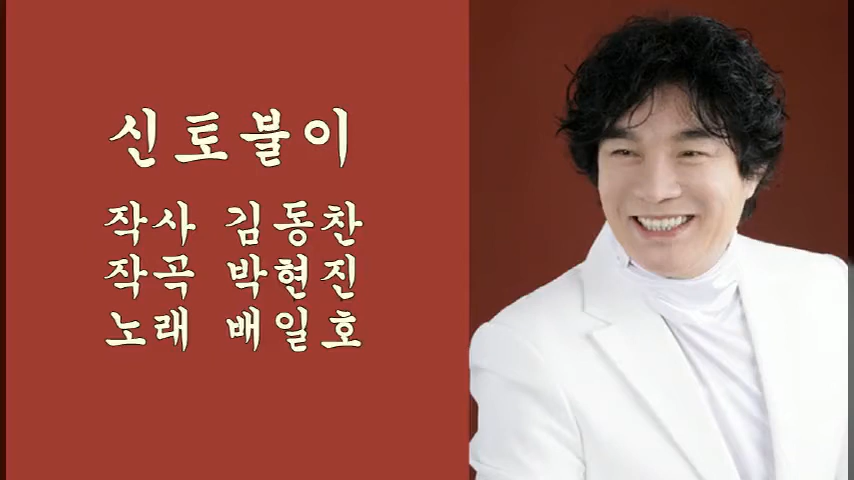 신토불이
작사 김동찬
작곡 박현진
노래 배일호